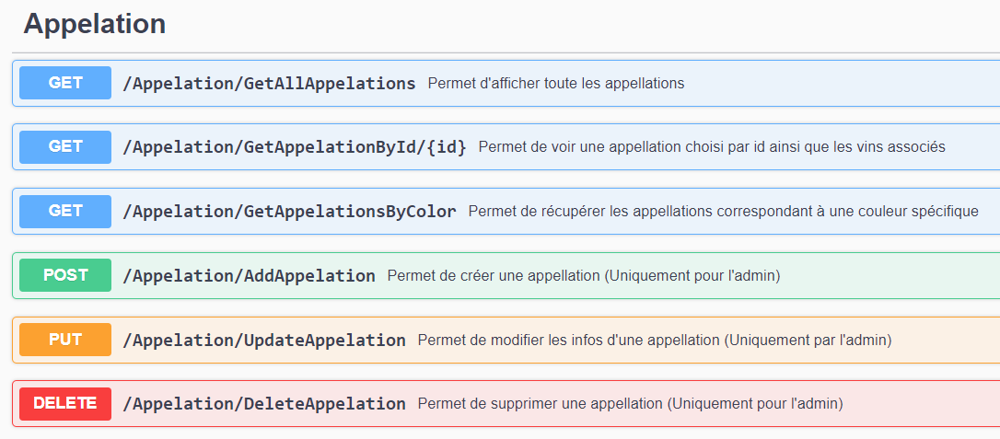 Appelation
GET /Appelation/GetAllAppelations Permet d'afficher toute les appellations
GET /Appelation/GetAppelationById/{id} Permet de voir une appellation choisi par id ainsi que les vins associés
GET /Appelation/GetAppelationsByColor Permet de récupérer les appellations correspondant à une couleur spécifique
POST /Appelation/AddAppelation Permet de créer une appellation (Uniquement pour l'admin)
PUT /Appelation/UpdateAppelation Permet de modifier les infos d'une appellation (Uniquement par l'admin)
DELETE /Appelation/DeleteAppelation Permet de supprimer une appellation (Uniquement pour l'admin)